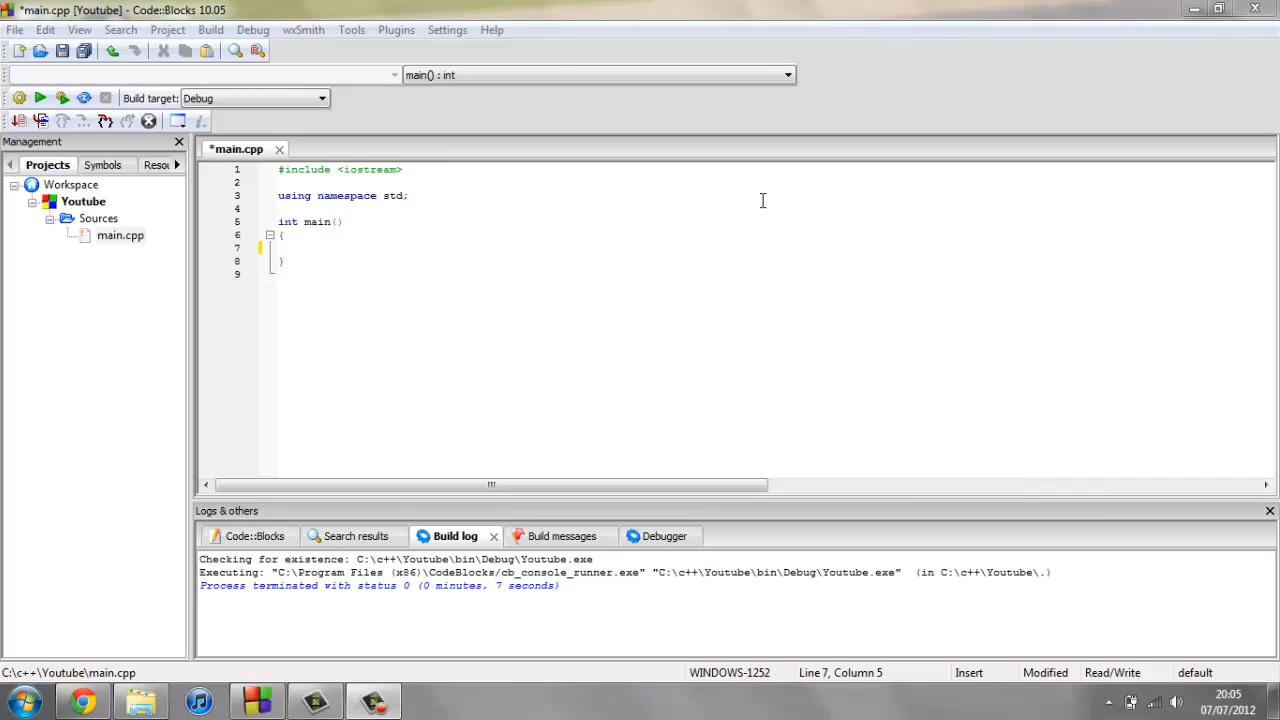 *main.cpp [Youtube] - Code::Blocks 10.05
File Edit View Search Project Build Debug wxSmith Tools Plugins Settings Help
main() : int
Build target: Debug
Management
Projects Symbols Resou
*main.cpp
Workspace
Youtube
Sources
main.cpp
1 #include <iostream>
2
3 using namespace std;
4
5 int main()
6 {
7
8 }
9
Logs & others
Code::Blocks Search results Build log Build messages Debugger
Checking for existence: C:\c++\Youtube\bin\Debug\Youtube.exe
Executing: "C:\Program Files (x86)\CodeBlocks/cb_console_runner.exe" "C:\c++\Youtube\bin\Debug\Youtube.exe"  (in C:\c++\Youtube\.)
Process terminated with status 0 (0 minutes, 7 seconds)
C:\c++\Youtube\main.cpp WINDOWS-1252 Line 7, Column 5 Insert Modified Read/Write default
20:05
07/07/2012